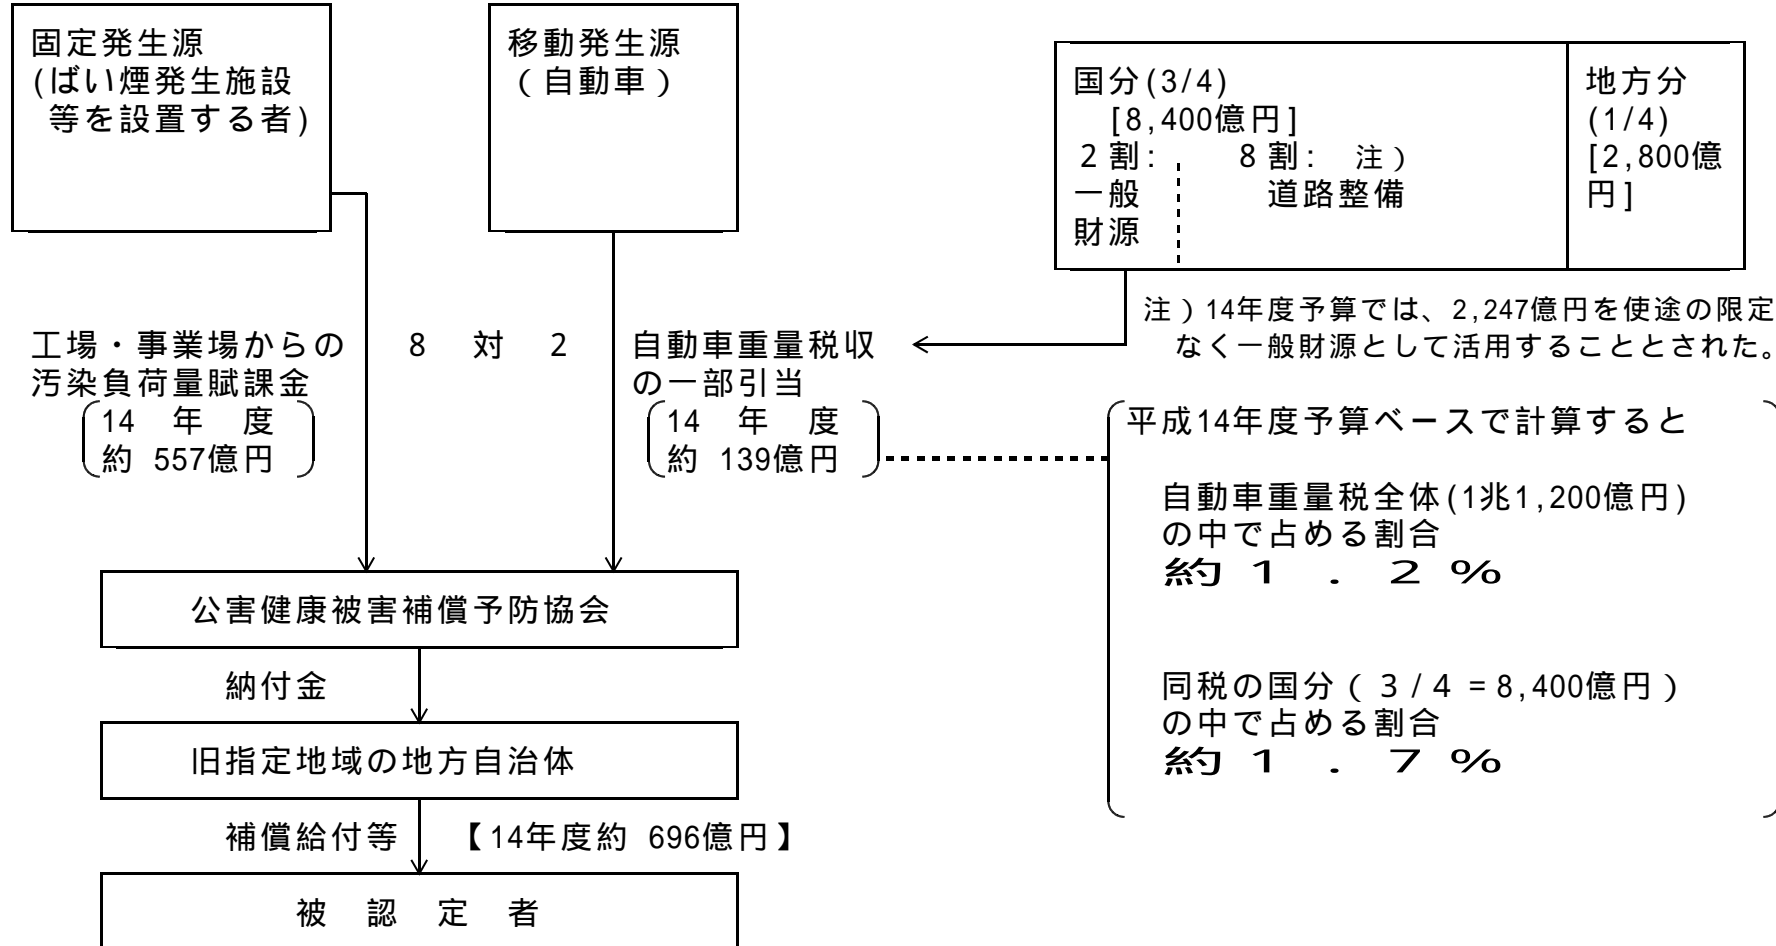 固定発生源
(ばい煙発生施設
等を設置する者)
移動発生源
(自動車)
国分(3/4)
[8,400億円]
2割: 8割: 注)
一般 道路整備
財源
地方分
(1/4)
[2,800億
円]
注)14年度予算では、2,247億円を使途の限定
なく一般財源として活用することとされた。
工場・事業場からの
汚染負荷量賦課金
14 年 度
約 557億円
8 対 2
自動車重量税収
の一部引当
14 年 度
約 139億円
平成14年度予算ベースで計算すると
自動車重量税全体(1兆1,200億円)
の中で占める割合
約1.2%
同税の国分(3/4=8,400億円)
の中で占める割合
約1.7%
公害健康被害補償予防協会
納付金
旧指定地域の地方自治体
補償給付等 【14年度約 696億円】
被 認 定 者